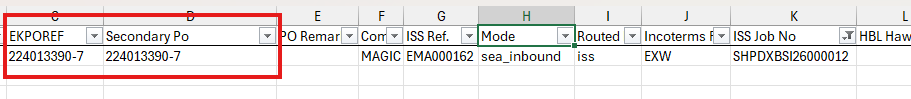 C D E F G H I J K L
EKPOREF Secondary Po PO Remar Com ISS Ref. Mode Routed Incoterms F ISS Job No HBL Haw
224013390-7 224013390-7 MAGIC EMA000162 sea_inbound iss EXW SHPDXBSI26000012